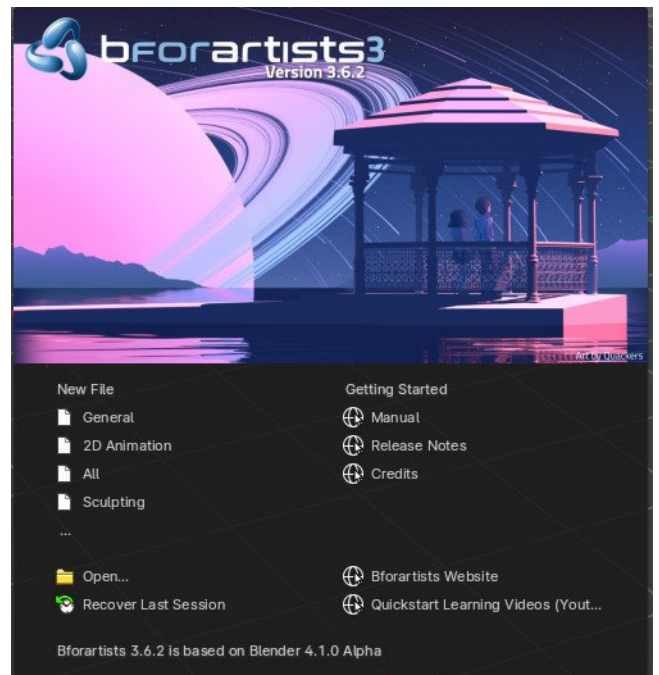 bforartists3
Version 3.6.2
Art by Quackers
New File
General
2D Animation
All
Sculpting
...
Open...
Recover Last Session
Getting Started
Manual
Release Notes
Credits
Bforartists Website
Quickstart Learning Videos (Yout...
Bforartists 3.6.2 is based on Blender 4.1.0 Alpha